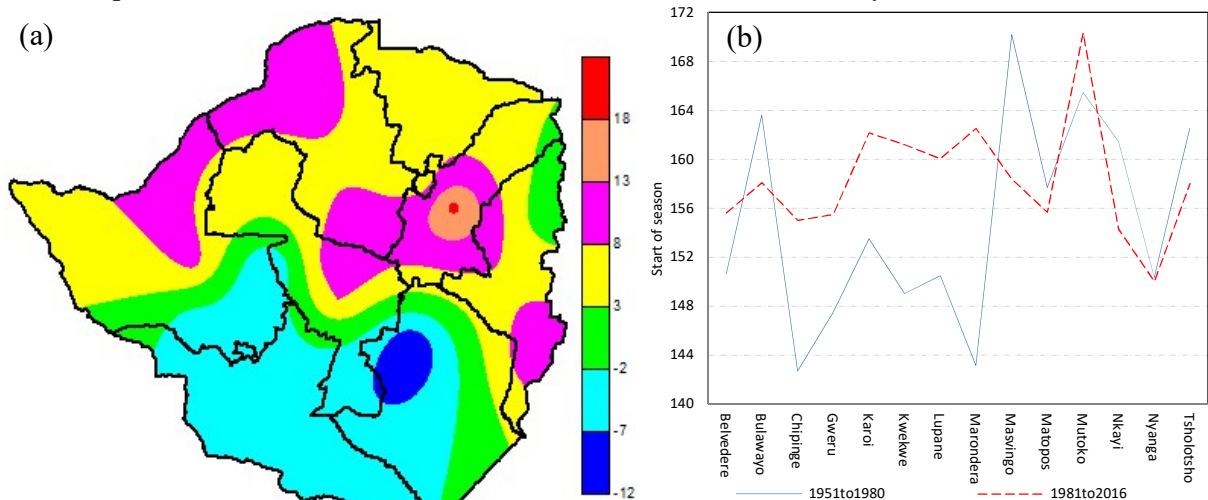 (a)
18
13
8
3
-2
-7
-12
(b)
Start of season
172
168
164
160
156
152
148
144
140
Belvedere
Bulawayo
Chipinge
Gweru
Karoi
Kwekwe
Lupane
Marondera
Masvingo
Matopos
Mutoko
Nkayi
Nyanga
Tsholotsho
1951to1980
1981to2016